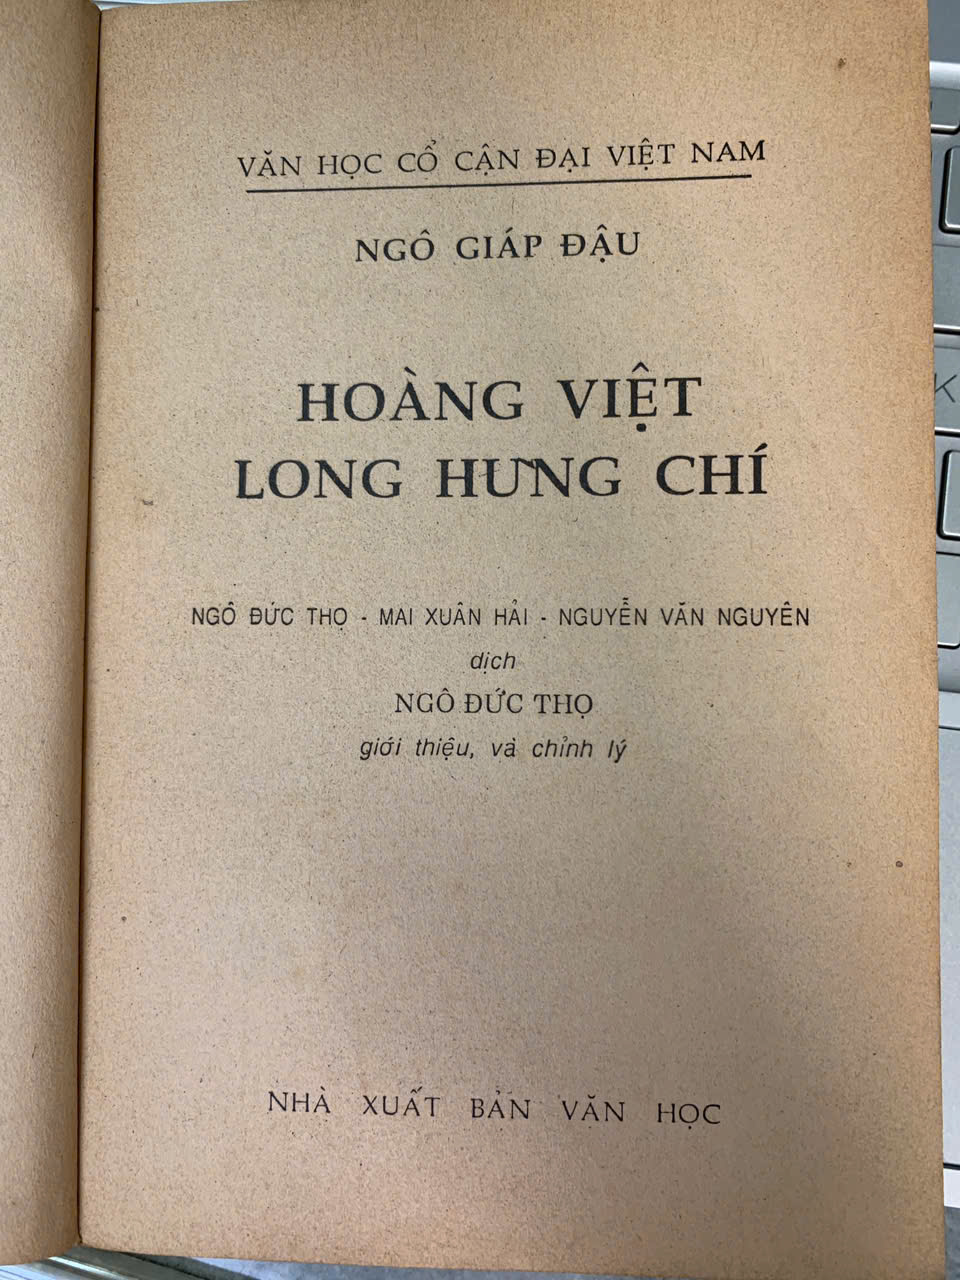 VĂN HỌC CỔ CẬN ĐẠI VIỆT NAM
NGÔ GIÁP ĐẬU
HOÀNG VIỆT
LONG HƯNG CHÍ
NGÔ ĐỨC THỌ - MAI XUÂN HẢI - NGUYỄN VĂN NGUYÊN
dịch
NGÔ ĐỨC THỌ
giới thiệu, và chỉnh lý
NHÀ XUẤT BẢN VĂN HỌC
K